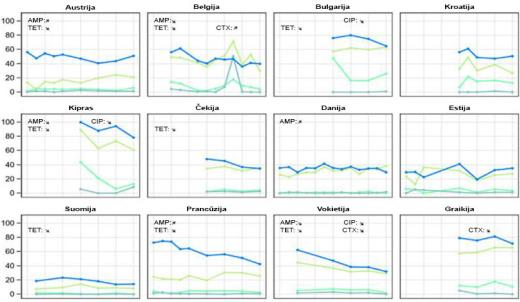 Austrija Belgija Bulgarija Kroatija
100 AMP:↗ AMP:↘ CIP:↘
80 TET:↘ TET:↘ CTX:↗ TET:↘
60
40
20
0
Kipras Čekija Danija Estija
100 AMP:↘ CIP:↘ AMP:↗
80 TET:↘ TET:↘
60
40
20
0
Suomija Prancūzija Vokietija Graikija
100 AMP:↗ AMP:↘ CIP:↘
80 TET:↘ TET:↘ TET:↘ CTX:↘ CTX:↘
60
40
20
0